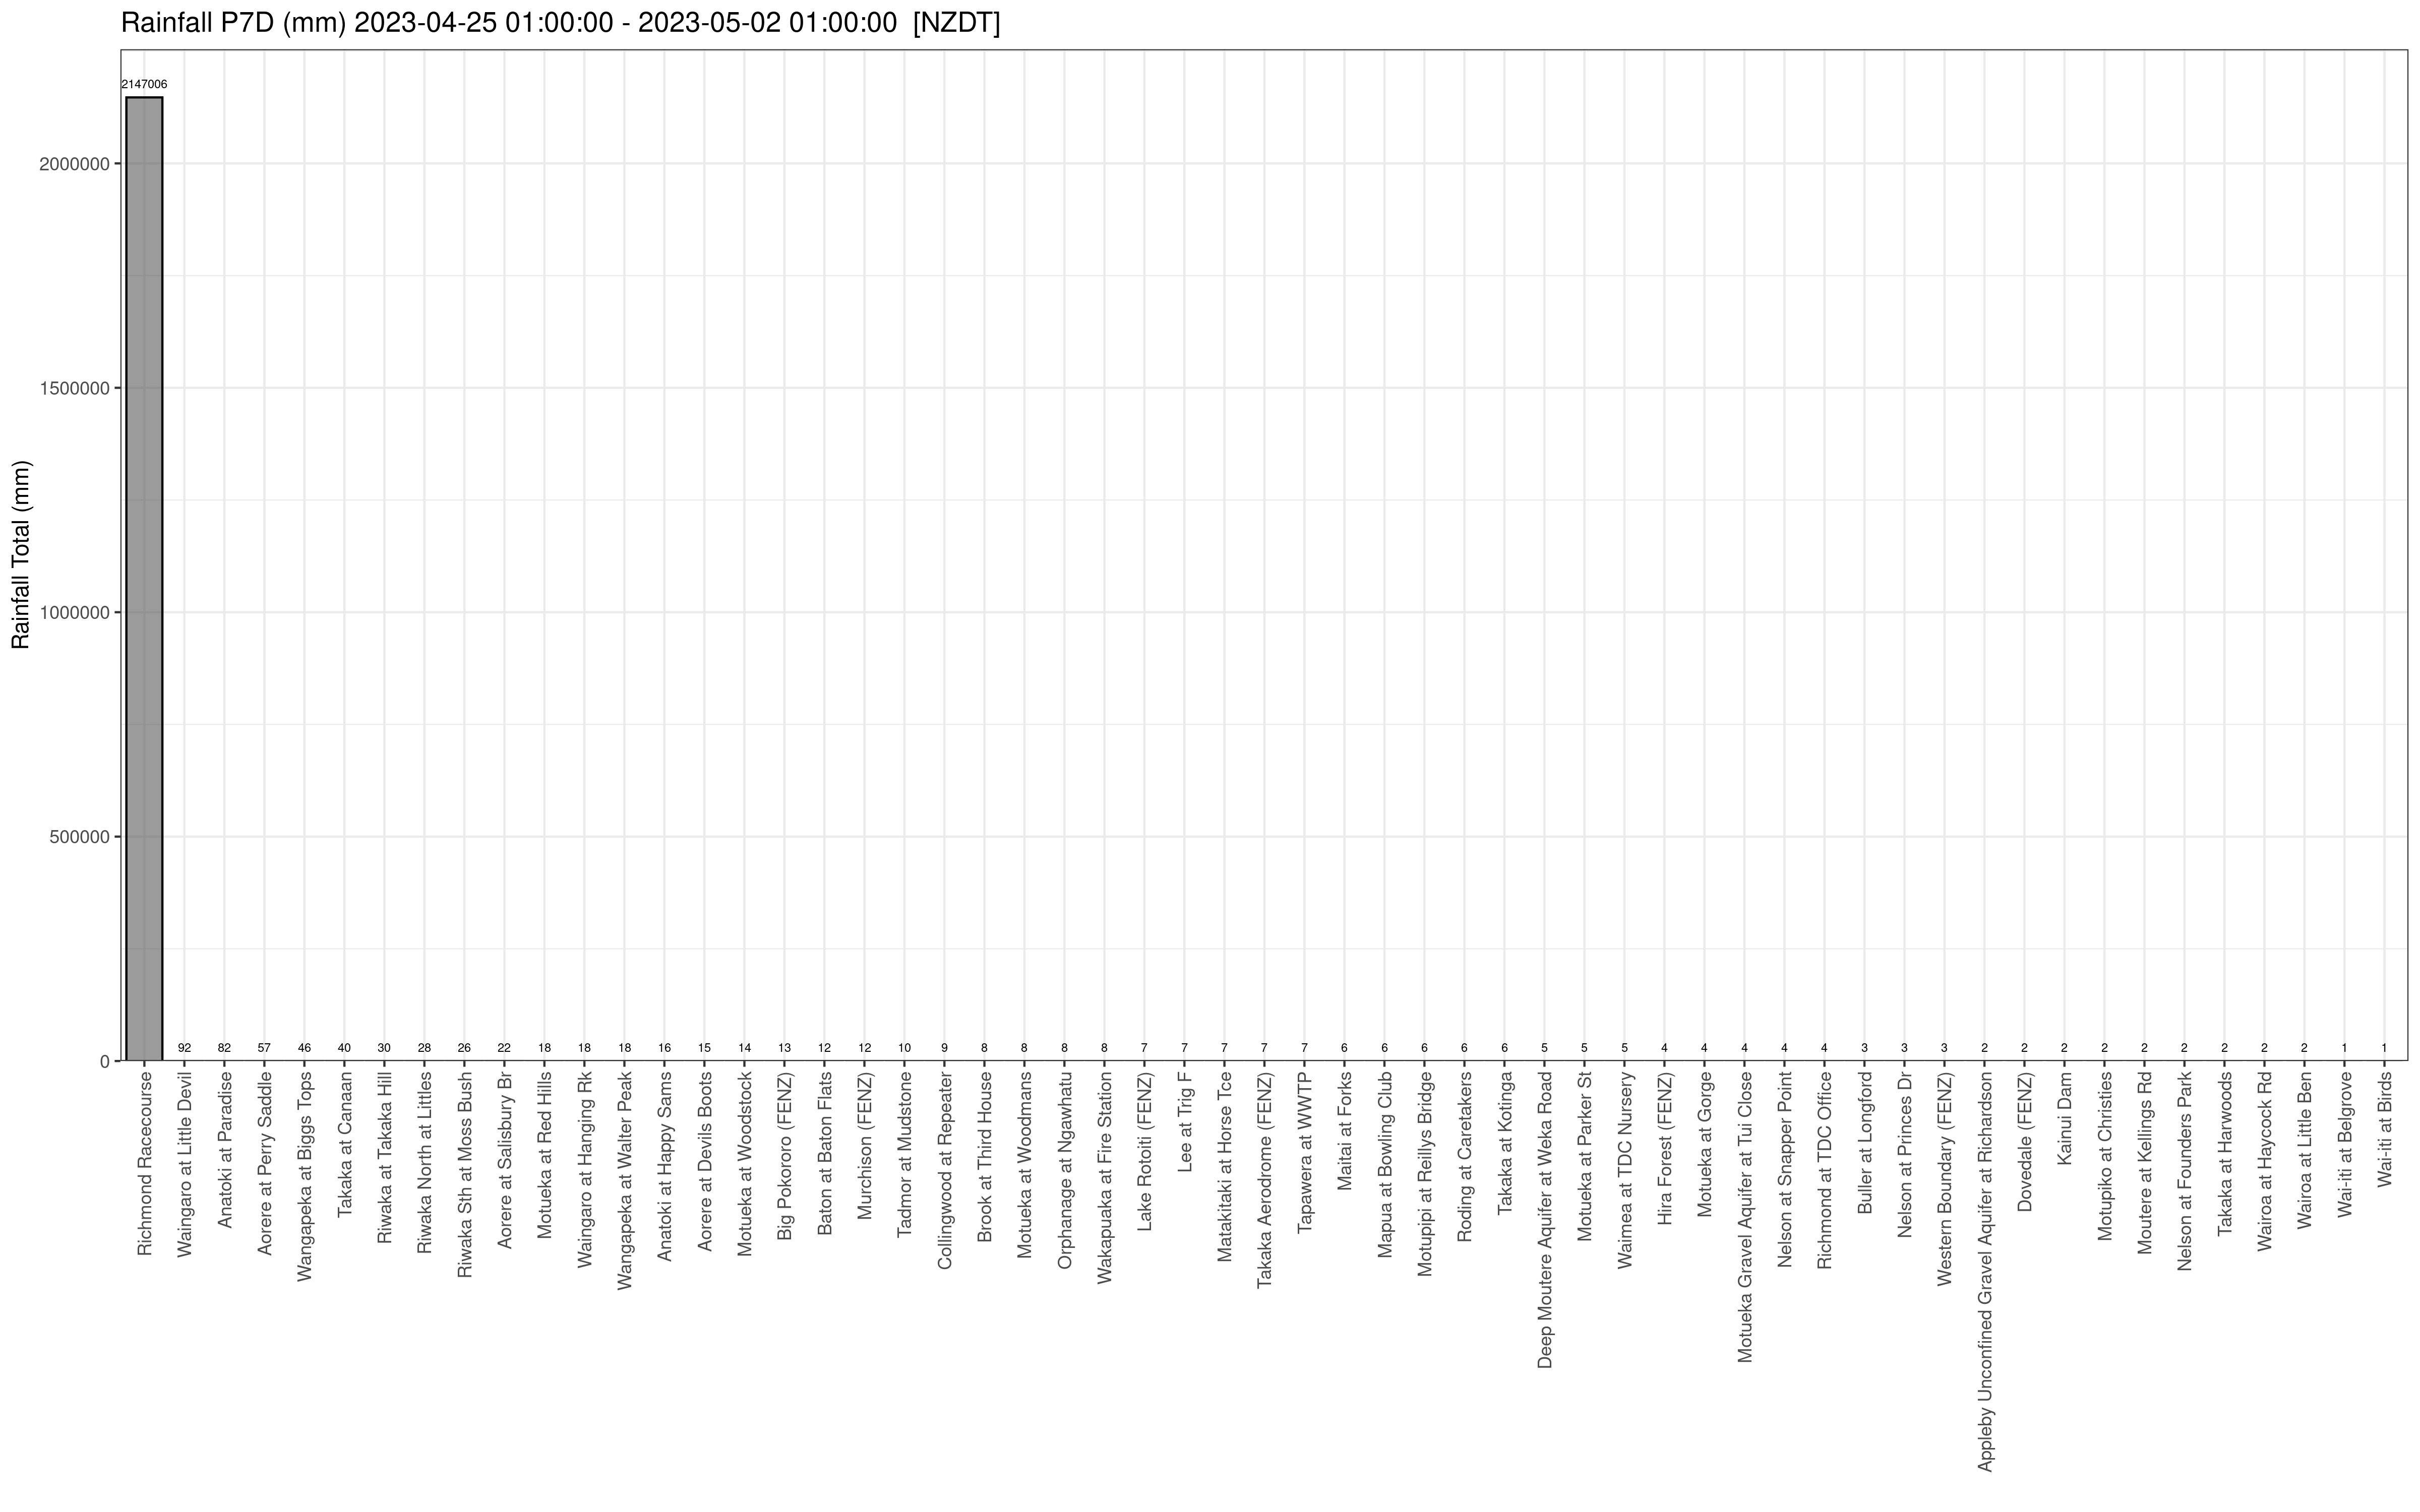 Rainfall P7D (mm) 2023-04-25 01:00:00 - 2023-05-02 01:00:00 [NZDT]
Rainfall Total (mm)
2000000
1500000
1000000
500000
0
2147006
92
82
57
46
40
30
28
26
22
18
18
18
16
15
14
13
12
12
10
9
8
8
8
8
7
7
7
7
7
6
6
6
6
6
5
5
5
4
4
4
4
4
3
3
3
2
2
2
2
2
2
2
2
2
1
1
Richmond Racecourse
Waingaro at Little Devil
Anatoki at Paradise
Aorere at Perry Saddle
Wangapeka at Biggs Tops
Takaka at Canaan
Riwaka at Takaka Hill
Riwaka North at Littles
Riwaka Sth at Moss Bush
Aorere at Salisbury Br
Motueka at Red Hills
Waingaro at Hanging Rk
Wangapeka at Walter Peak
Anatoki at Happy Sams
Aorere at Devils Boots
Motueka at Woodstock
Big Pokororo (FENZ)
Baton at Baton Flats
Murchison (FENZ)
Tadmor at Mudstone
Collingwood at Repeater
Brook at Third House
Motueka at Woodmans
Orphanage at Ngawhatu
Wakapuaka at Fire Station
Lake Rotoiti (FENZ)
Lee at Trig F
Matakitaki at Horse Tce
Takaka Aerodrome (FENZ)
Tapawera at WWTP
Maitai at Forks
Mapua at Bowling Club
Motupipi at Reillys Bridge
Roding at Caretakers
Takaka at Kotinga
Deep Moutere Aquifer at Weka Road
Motueka at Parker St
Waimea at TDC Nursery
Hira Forest (FENZ)
Motueka at Gorge
Motueka Gravel Aquifer at Tui Close
Nelson at Snapper Point
Richmond at TDC Office
Buller at Longford
Nelson at Princes Dr
Western Boundary (FENZ)
Appleby Unconfined Gravel Aquifer at Richardson
Dovedale (FENZ)
Kainui Dam
Motupiko at Christies
Moutere at Kellings Rd
Nelson at Founders Park
Takaka at Harwoods
Wairoa at Haycock Rd
Wairoa at Little Ben
Wai-iti at Belgrove
Wai-iti at Birds